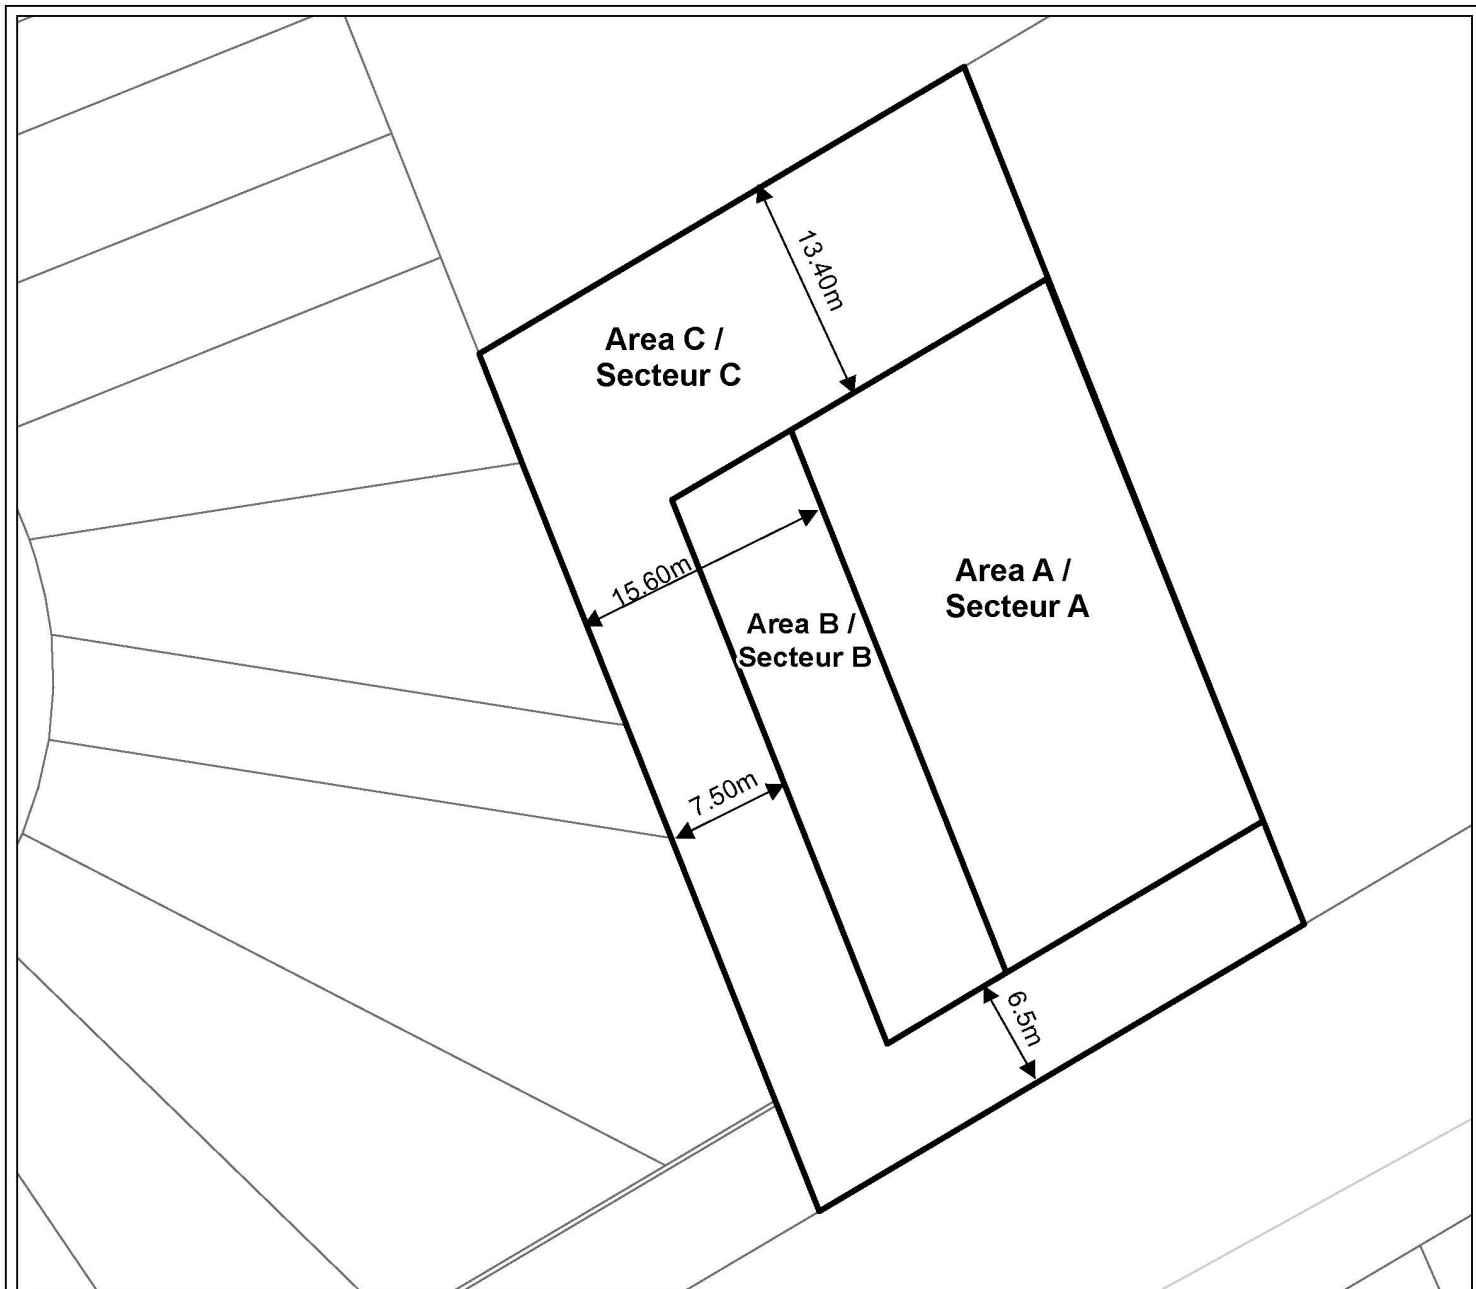 13.40m
Area C /
Secteur C
15.60m
Area A /
Secteur A
Area B /
Secteur B
7.50m
6.5m